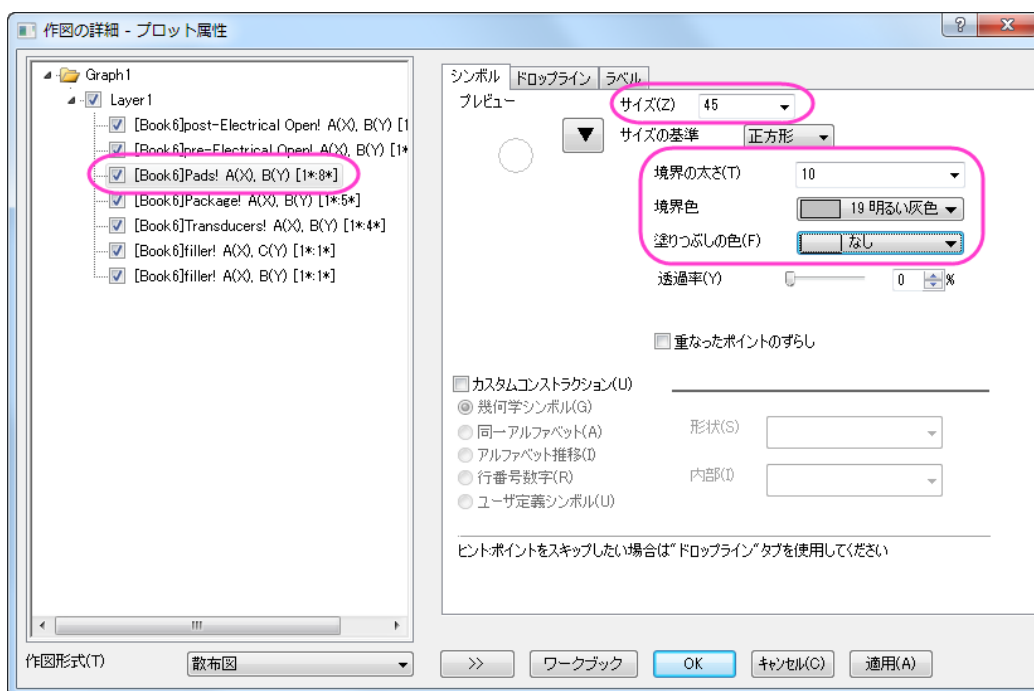 作図の詳細 - プロット属性
Graph1
Layer1
[Book6]post-Electrical Open! A(X), B(Y) [1
[Book6]pre-Electrical Open! A(X), B(Y) [1*
[Book6]Pads! A(X), B(Y) [1*:8*]
[Book6]Package! A(X), B(Y) [1*:5*]
[Book6]Transducers! A(X), B(Y) [1*:4*]
[Book6]filler! A(X), C(Y) [1*:1*]
[Book6]filler! A(X), B(Y) [1*:1*]
作図形式(T) 散布図
シンボル ドロップライン ラベル
プレビュー
サイズ(Z) 45
サイズの基準 正方形
境界の太さ(T) 10
境界色 19 明るい灰色
塗りつぶしの色(F) なし
透過率(Y) 0 %
重なったポイントのずらし
カスタムコンストラクション(U)
幾何学シンボル(G)
同一アルファベット(A)
アルファベット推移(I)
行番号数字(R)
ユーザ定義シンボル(U)
形状(S)
内部(I)
ヒント:ポイントをスキップしたい場合は"ドロップライン"タブを使用してください
>> ワークブック OK キャンセル(C) 適用(A)